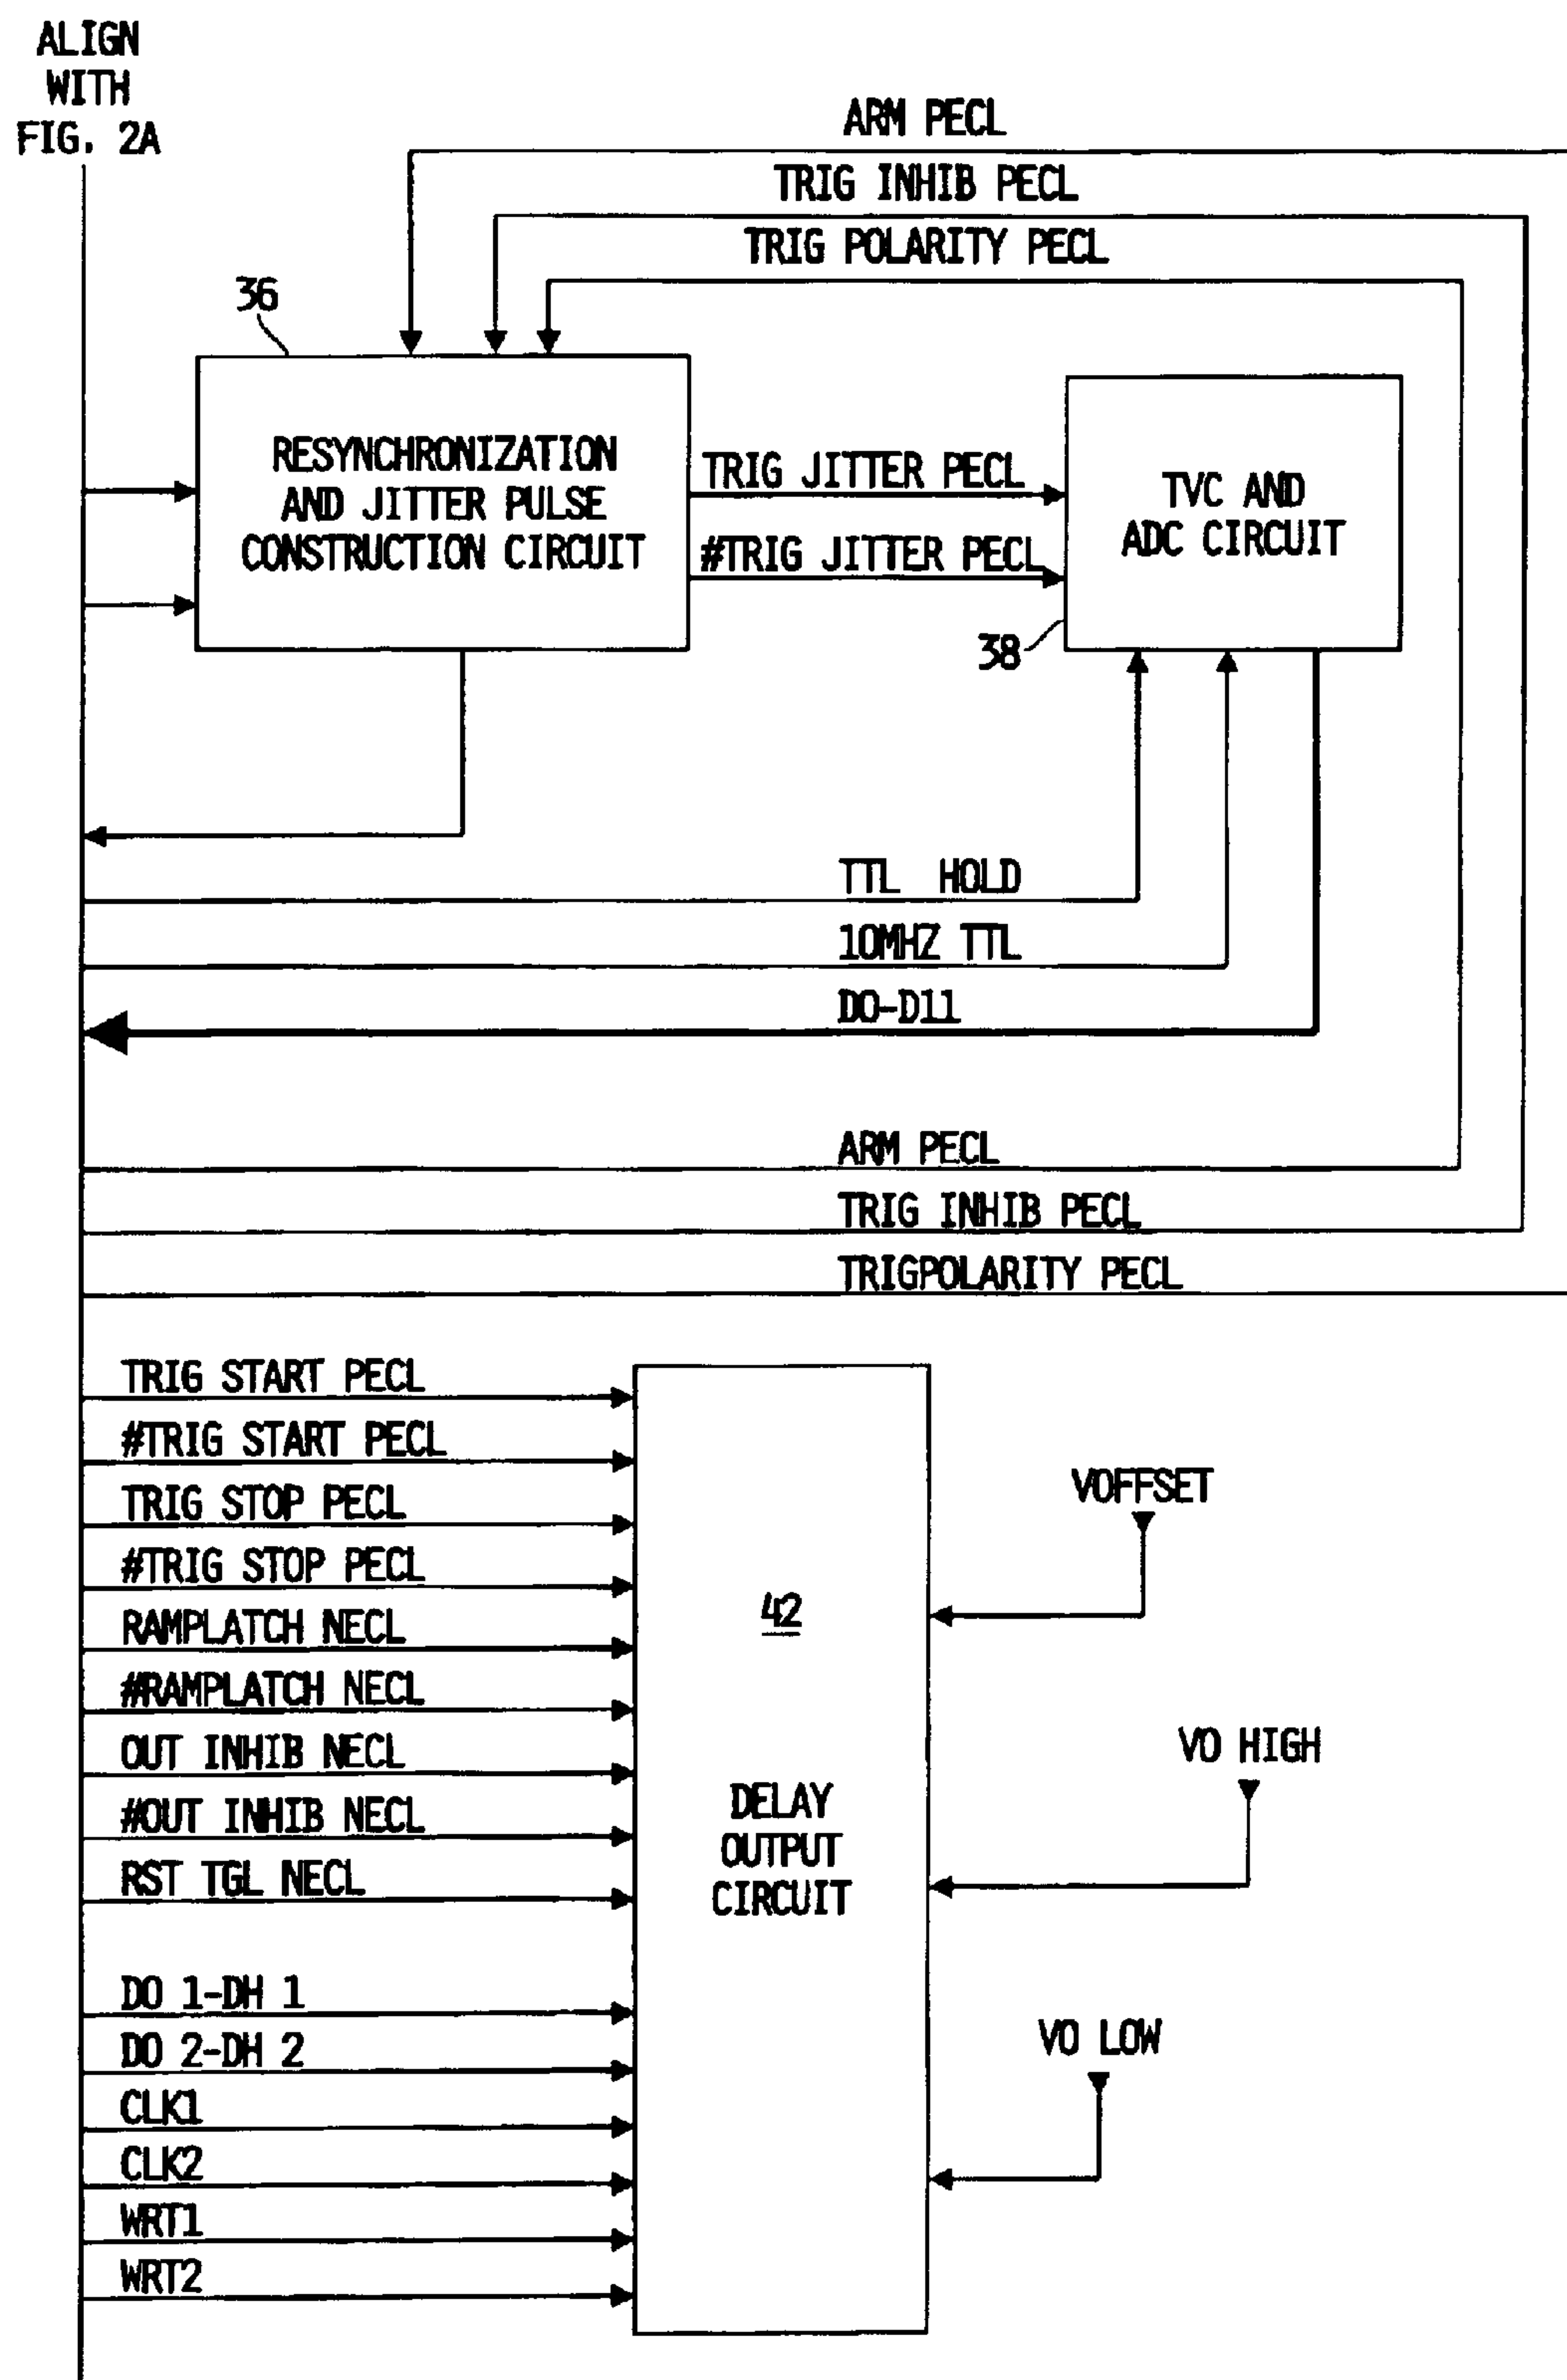 ALIGN
WITH
FIG. 2A
ARM PECL
TRIG INHIB PECL
TRIG POLARITY PECL
36
RESYNCHRONIZATION
AND JITTER PULSE
CONSTRUCTION CIRCUIT
TRIG JITTER PECL
#TRIG JITTER PECL
TVC AND
ADC CIRCUIT
38
TTL HOLD
10MHZ TTL
DO-D11
ARM PECL
TRIG INHIB PECL
TRIGPOLARITY PECL
TRIG START PECL
#TRIG START PECL
TRIG STOP PECL
#TRIG STOP PECL
RAMPLATCH NECL
#RAMPLATCH NECL
OUT INHIB NECL
#OUT INHIB NECL
RST TGL NECL
DO 1-DH 1
DO 2-DH 2
CLK1
CLK2
WRT1
WRT2
42
DELAY
OUTPUT
CIRCUIT
VOFFSET
VO HIGH
VO LOW